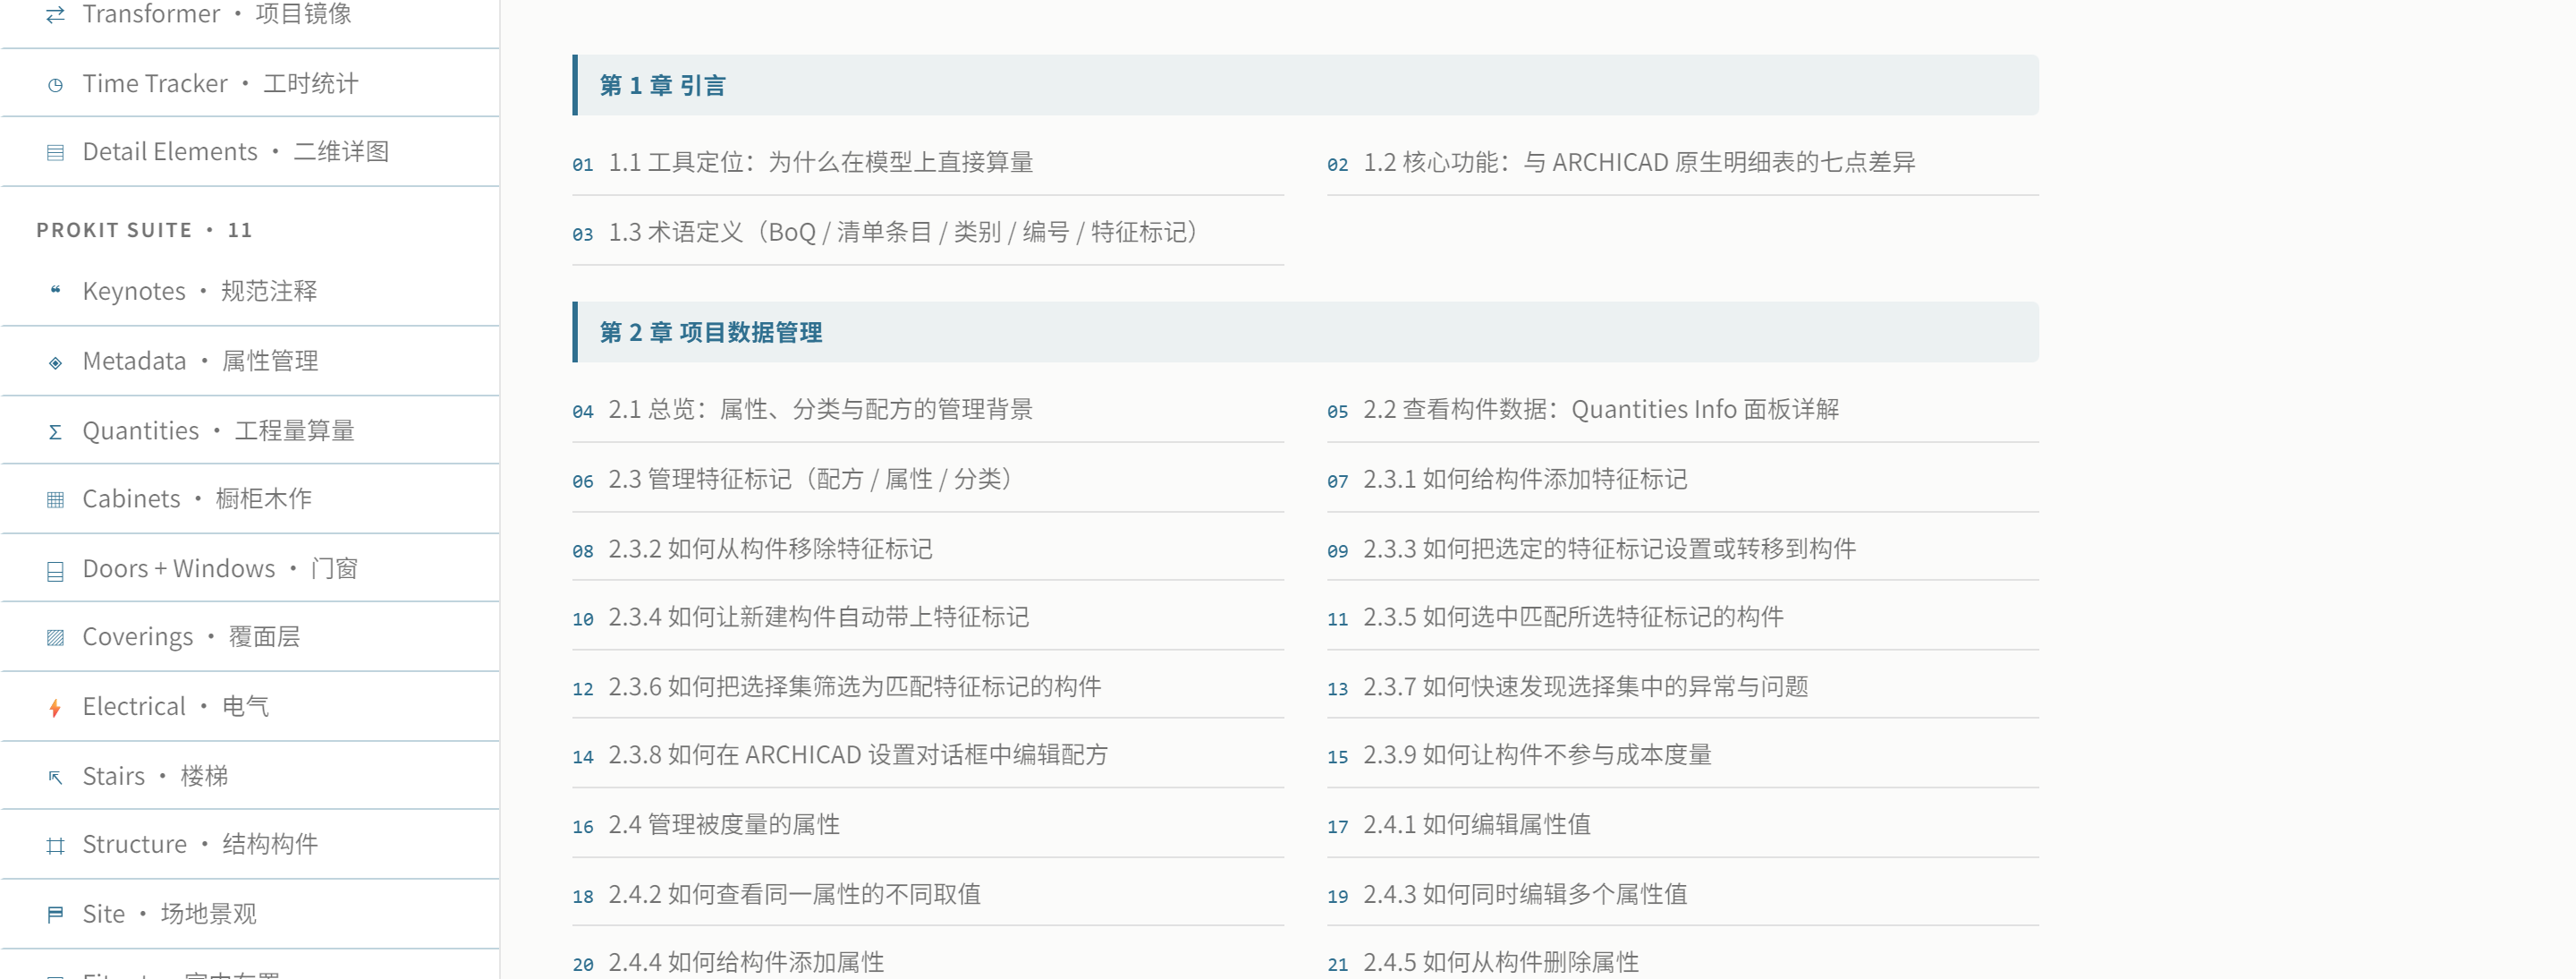 Transformer · 项目镜像
Time Tracker · 工时统计
Detail Elements · 二维详图
PROKIT SUITE · 11
Keynotes · 规范注释
Metadata · 属性管理
Σ Quantities · 工程量算量
Cabinets · 橱柜木作
Doors + Windows · 门窗
Coverings · 覆面层
Electrical · 电气
Stairs · 楼梯
Structure · 结构构件
Site · 场地景观
第 1 章 引言
01 1.1 工具定位：为什么在模型上直接算量
02 1.2 核心功能：与 ARCHICAD 原生明细表的七点差异
03 1.3 术语定义（BoQ / 清单条目 / 类别 / 编号 / 特征标记）
第 2 章 项目数据管理
04 2.1 总览：属性、分类与配方的管理背景
05 2.2 查看构件数据：Quantities Info 面板详解
06 2.3 管理特征标记（配方 / 属性 / 分类）
07 2.3.1 如何给构件添加特征标记
08 2.3.2 如何从构件移除特征标记
09 2.3.3 如何把选定的特征标记设置或转移到构件
10 2.3.4 如何让新建构件自动带上特征标记
11 2.3.5 如何选中匹配所选特征标记的构件
12 2.3.6 如何把选择集筛选为匹配特征标记的构件
13 2.3.7 如何快速发现选择集中的异常与问题
14 2.3.8 如何在 ARCHICAD 设置对话框中编辑配方
15 2.3.9 如何让构件不参与成本度量
16 2.4 管理被度量的属性
17 2.4.1 如何编辑属性值
18 2.4.2 如何查看同一属性的不同取值
19 2.4.3 如何同时编辑多个属性值
20 2.4.4 如何给构件添加属性
21 2.4.5 如何从构件删除属性